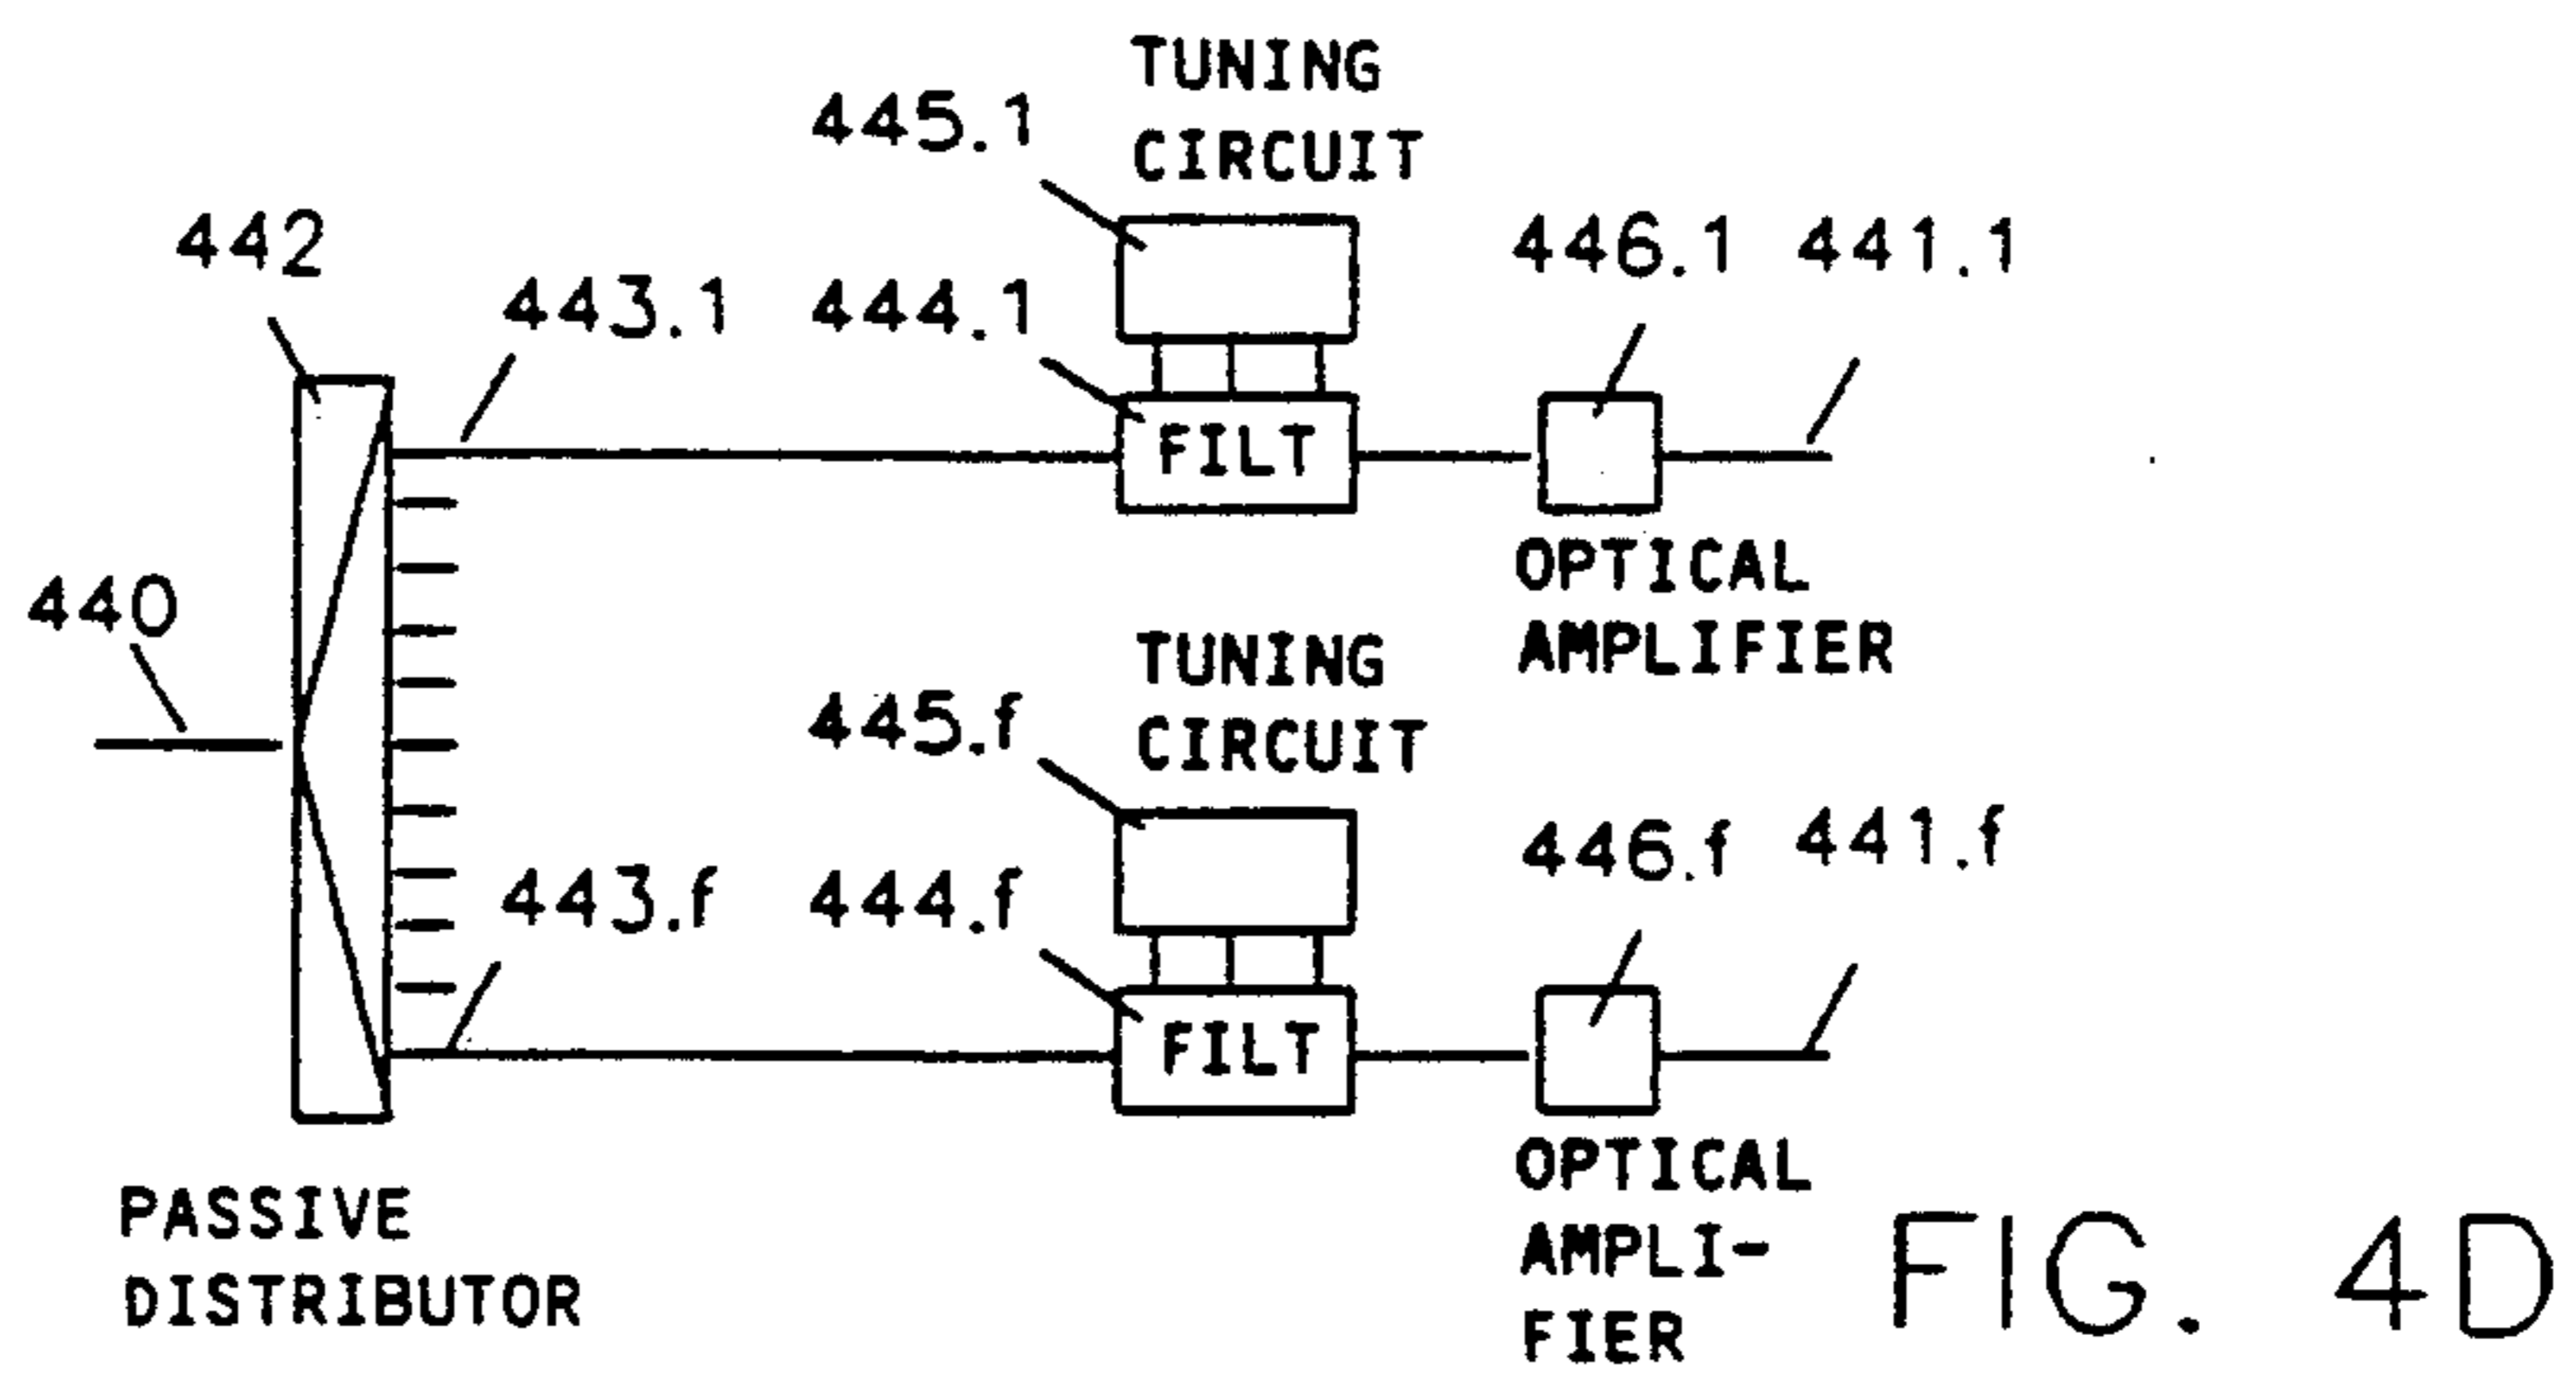 TUNING
CIRCUIT
445.1
442
443.1
444.1
446.1
441.1
FILT
440
OPTICAL
AMPLIFIER
TUNING
CIRCUIT
445.f
443.f
444.f
446.f
441.f
FILT
PASSIVE
DISTRIBUTOR
OPTICAL
AMPLI-
FIER
FIG. 4D